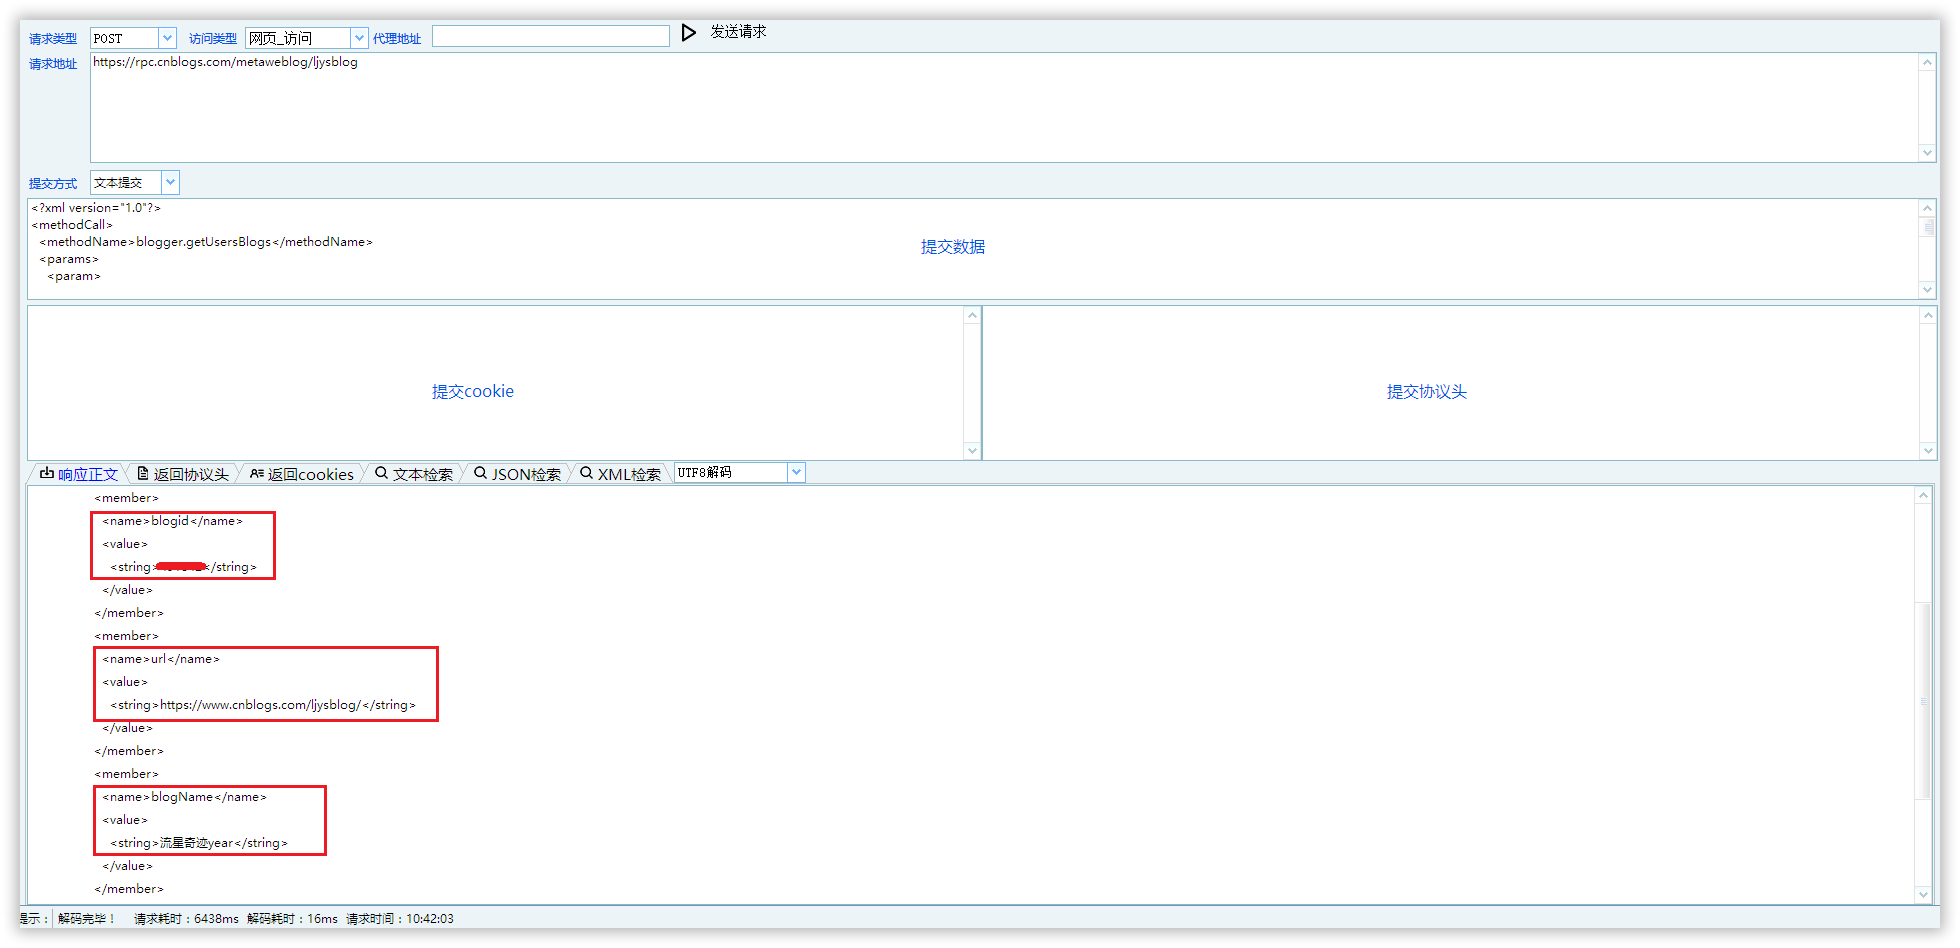 请求类型 POST 访问类型 网页_访问 代理地址 发送请求
请求地址 https://rpc.cnblogs.com/metaweblog/ljysblog
提交方式 文本提交
<?xml version="1.0"?>
<methodCall>
<methodName>blogger.getUsersBlogs</methodName>
<params>
<param>
提交数据
提交cookie 提交协议头
响应正文 返回协议头 返回cookies 文本检索 JSON检索 XML检索 UTF8解码
<member>
<name>blogid</name>
<value>
<string></string>
</value>
</member>
<member>
<name>url</name>
<value>
<string>https://www.cnblogs.com/ljysblog/</string>
</value>
</member>
<member>
<name>blogName</name>
<value>
<string>流星奇迹year</string>
</value>
</member>
提示： 解码完毕！ 请求耗时：6438ms 解码耗时：16ms 请求时间：10:42:03